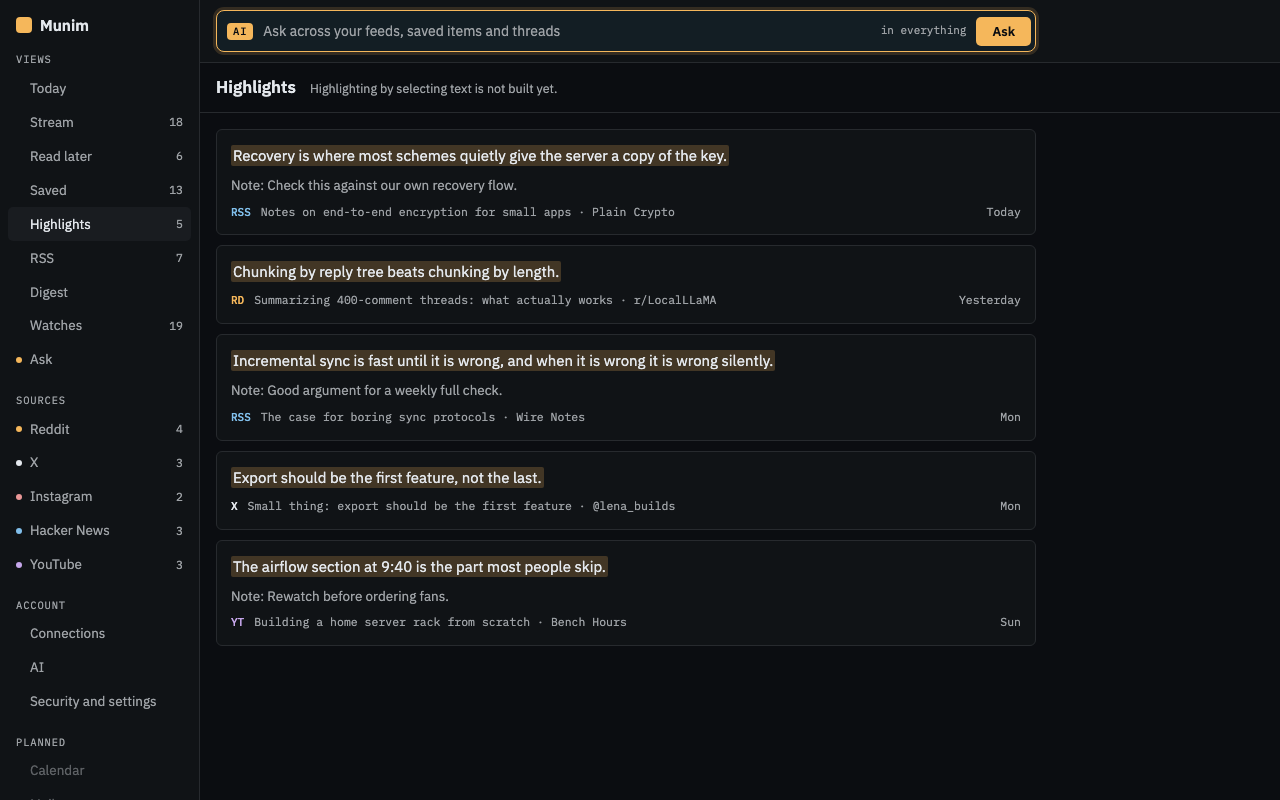 Munim
AI Ask across your feeds, saved items and threads in everything Ask
VIEWS
Today
Stream 18
Read later 6
Saved 13
Highlights 5
RSS 7
Digest
Watches 19
Ask
SOURCES
Reddit 4
X 3
Instagram 2
Hacker News 3
YouTube 3
ACCOUNT
Connections
AI
Security and settings
PLANNED
Calendar
Highlights Highlighting by selecting text is not built yet.
Recovery is where most schemes quietly give the server a copy of the key.
Note: Check this against our own recovery flow.
RSS Notes on end-to-end encryption for small apps · Plain Crypto Today
Chunking by reply tree beats chunking by length.
RD Summarizing 400-comment threads: what actually works · r/LocalLLaMA Yesterday
Incremental sync is fast until it is wrong, and when it is wrong it is wrong silently.
Note: Good argument for a weekly full check.
RSS The case for boring sync protocols · Wire Notes Mon
Export should be the first feature, not the last.
X Small thing: export should be the first feature · @lena_builds Mon
The airflow section at 9:40 is the part most people skip.
Note: Rewatch before ordering fans.
YT Building a home server rack from scratch · Bench Hours Sun